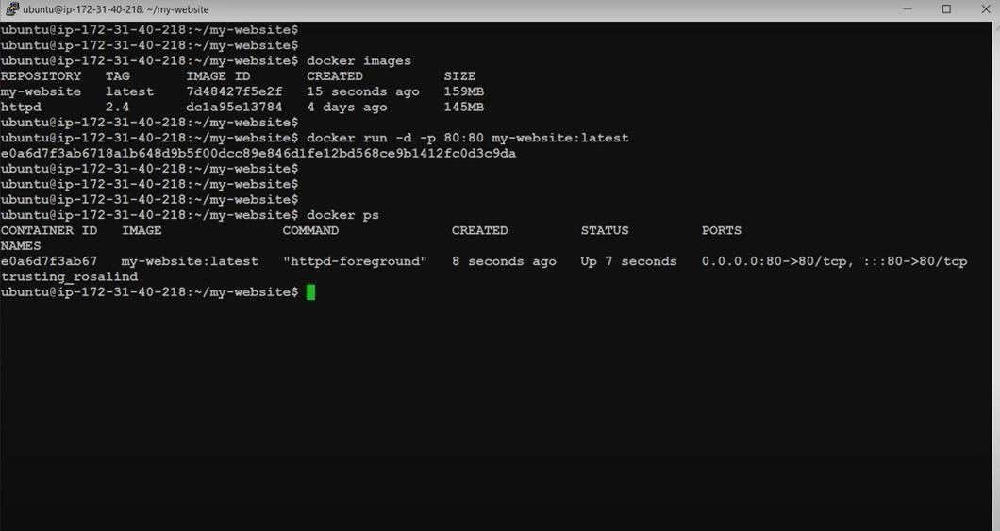 ubuntu@ip-172-31-40-218: ~/my-website
ubuntu@ip-172-31-40-218:~/my-website$
ubuntu@ip-172-31-40-218:~/my-website$
ubuntu@ip-172-31-40-218:~/my-website$ docker images
REPOSITORY   TAG       IMAGE ID       CREATED          SIZE
my-website   latest    7d48427f5e2f   15 seconds ago   159MB
httpd        2.4       dc1a95e13784   4 days ago       145MB
ubuntu@ip-172-31-40-218:~/my-website$
ubuntu@ip-172-31-40-218:~/my-website$ docker run -d -p 80:80 my-website:latest
e0a6d7f3ab6718a1b648d9b5f00dcc89e846d1fe12bd568ce9b1412fc0d3c9da
ubuntu@ip-172-31-40-218:~/my-website$
ubuntu@ip-172-31-40-218:~/my-website$
ubuntu@ip-172-31-40-218:~/my-website$
ubuntu@ip-172-31-40-218:~/my-website$ docker ps
CONTAINER ID   IMAGE               COMMAND              CREATED         STATUS         PORTS
NAMES
e0a6d7f3ab67   my-website:latest   "httpd-foreground"   8 seconds ago   Up 7 seconds   0.0.0.0:80->80/tcp, :::80->80/tcp
trusting_rosalind
ubuntu@ip-172-31-40-218:~/my-website$